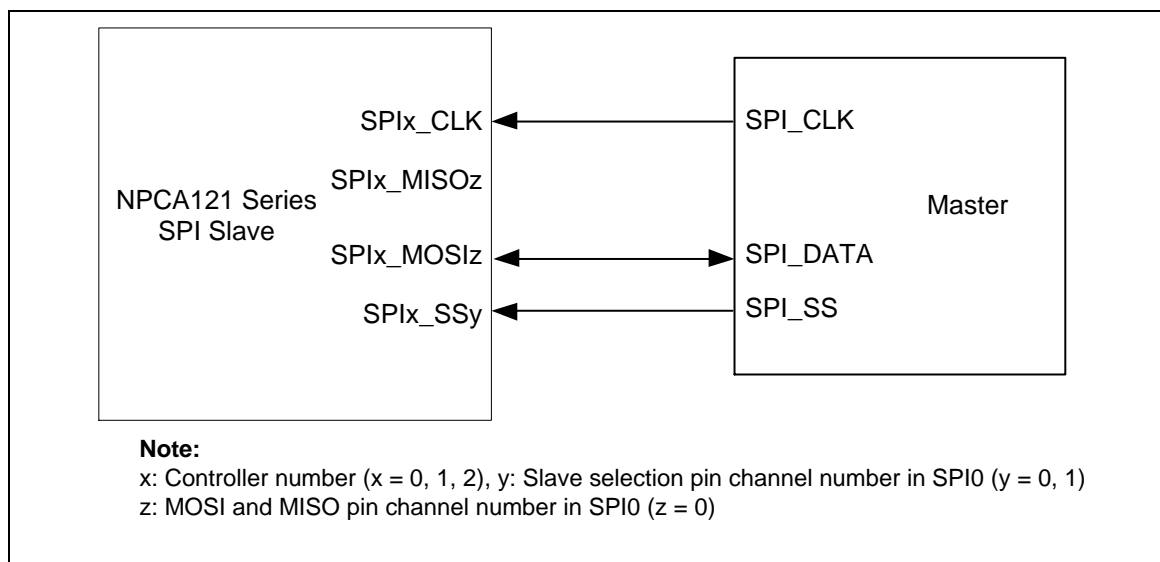 SPIx_CLK
SPI_CLK
SPIx_MISOz
NPCA121 Series
SPI Slave
Master
SPIx_MOSIz
SPI_DATA
SPIx_SSy
SPI_SS
Note:
x: Controller number (x = 0, 1, 2), y: Slave selection pin channel number in SPI0 (y = 0, 1)
z: MOSI and MISO pin channel number in SPI0 (z = 0)